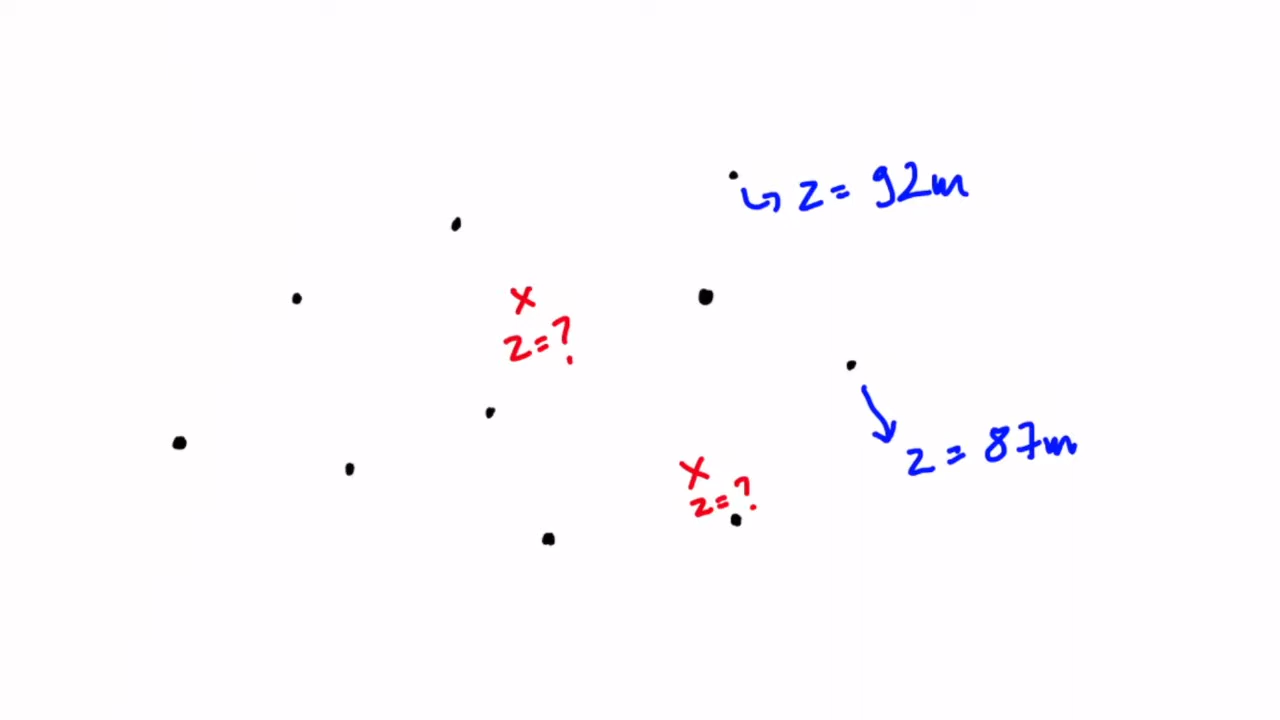 z = 92m
x
z=?
z = 87m
x
z=?